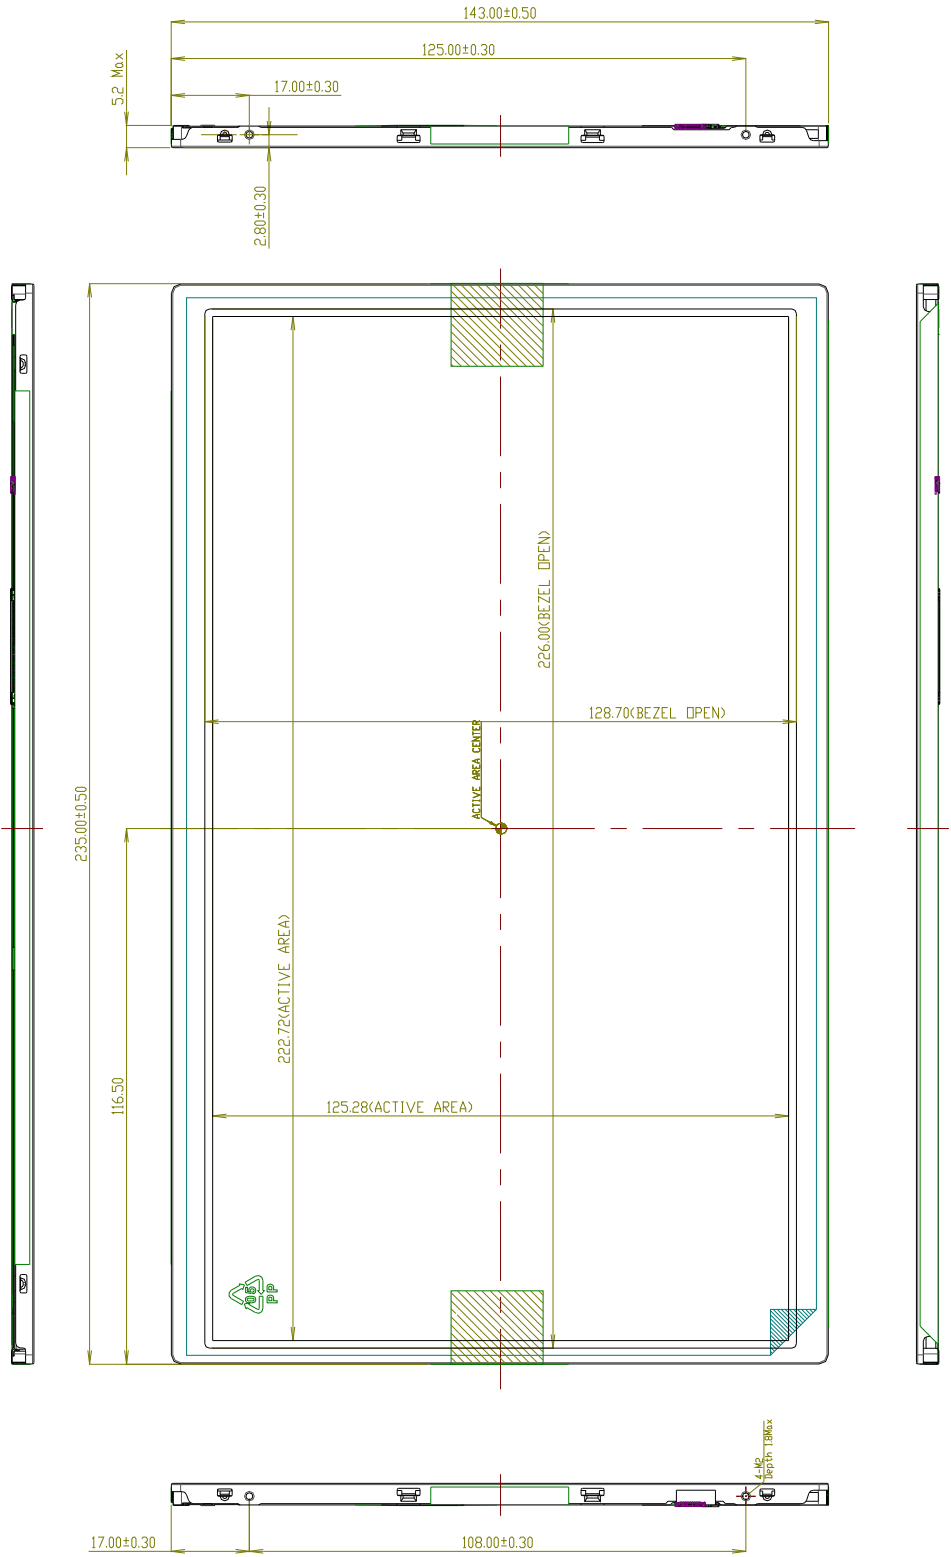 143.00±0.50
125.00±0.30
17.00±0.30
5.2 Max
2.80±0.30
226.00(BEZEL OPEN)
128.70(BEZEL OPEN)
ACTIVE AREA CENTER
235.00±0.50
222.72(ACTIVE AREA)
116.50
125.28(ACTIVE AREA)
05
PP
4-M2
Depth 1.8Max
17.00±0.30
108.00±0.30